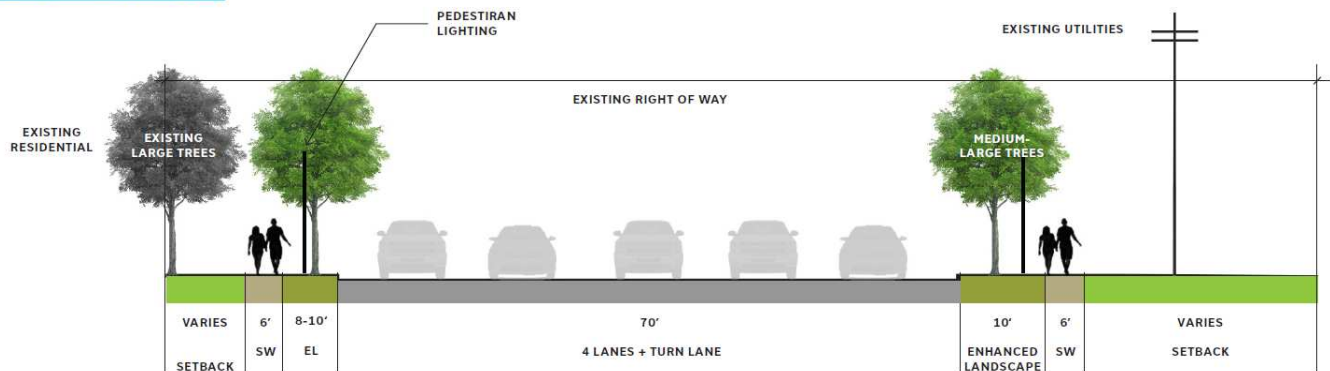 PEDESTIRAN
LIGHTING
EXISTING UTILITIES
EXISTING RIGHT OF WAY
EXISTING
RESIDENTIAL
EXISTING
LARGE TREES
MEDIUM-
LARGE TREES
VARIES
SETBACK
6'
SW
8-10'
EL
70'
4 LANES + TURN LANE
10'
ENHANCED
LANDSCAPE
6'
SW
VARIES
SETBACK